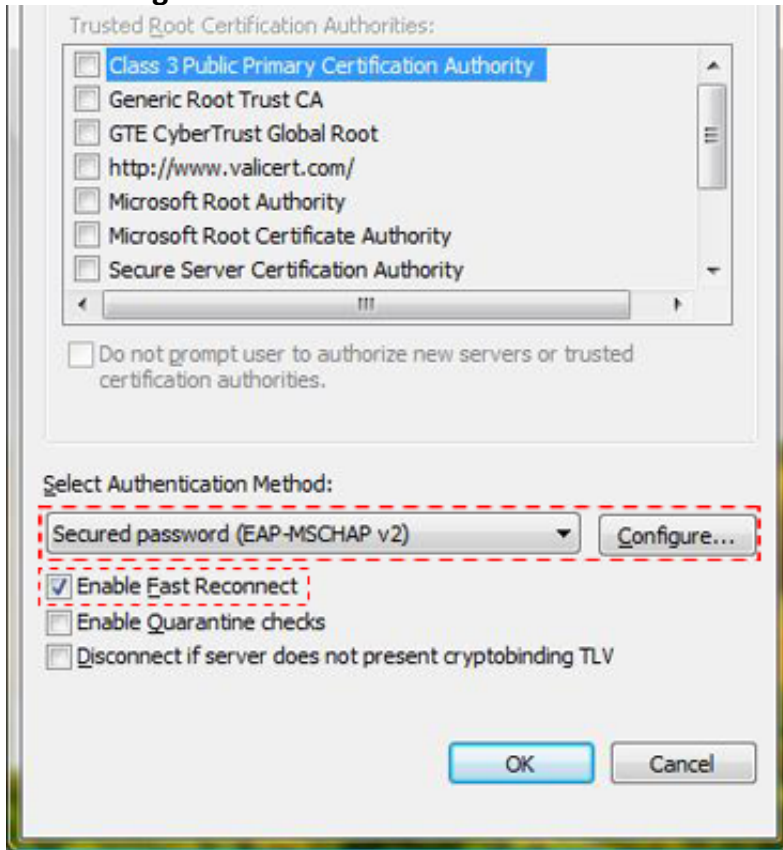 Trusted Root Certification Authorities:
Class 3 Public Primary Certification Authority
Generic Root Trust CA
GTE CyberTrust Global Root
http://www.valicert.com/
Microsoft Root Authority
Microsoft Root Certificate Authority
Secure Server Certification Authority
Do not prompt user to authorize new servers or trusted
certification authorities.
Select Authentication Method:
Secured password (EAP-MSCHAP v2) Configure...
Enable Fast Reconnect
Enable Quarantine checks
Disconnect if server does not present cryptobinding TLV
OK Cancel